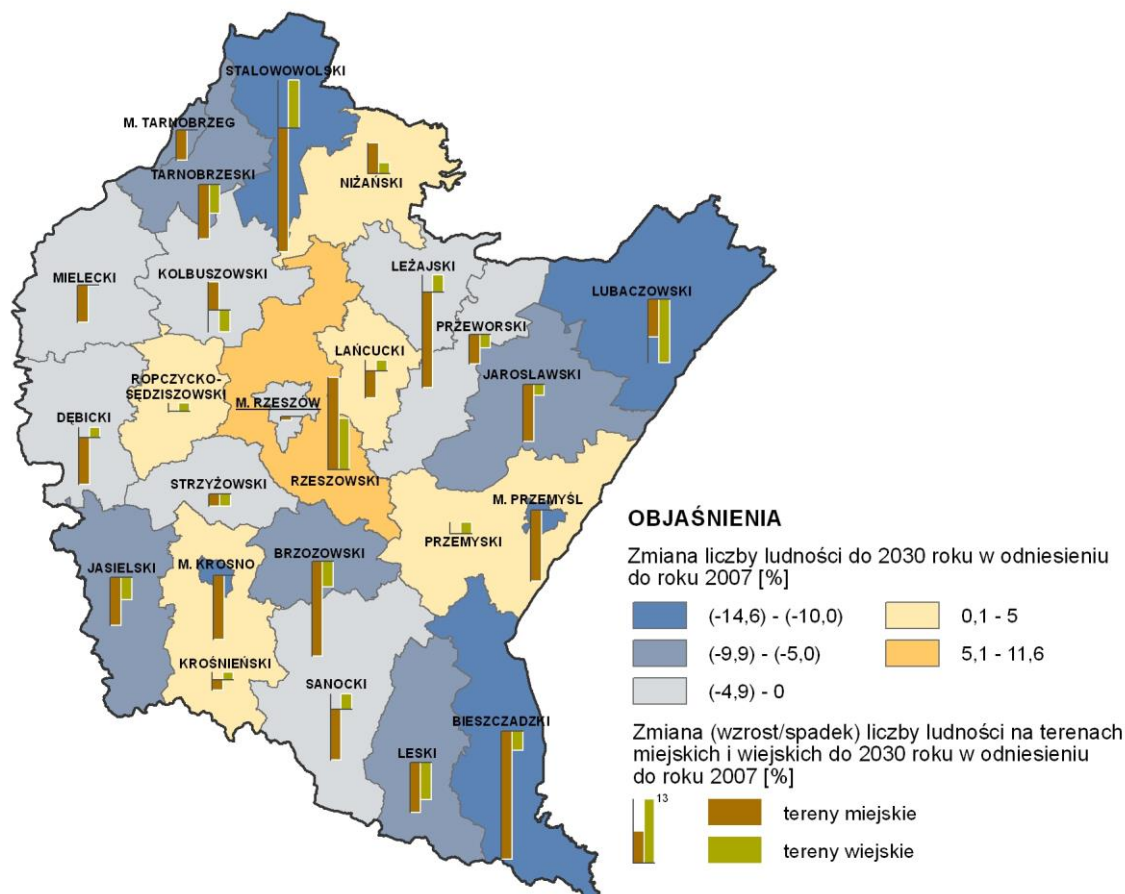 STALOWOWOLSKI
M. TARNOBRZEG
TARNOBRZESKI
NIŻAŃSKI
MIELECKI
KOLBUSZOWSKI
LEŻAJSKI
LUBACZOWSKI
PRZEWORSKI
ROPCZYCKO-
SĘDZISZOWSKI
ŁAŃCUCKI
JAROSŁAWSKI
M. RZESZÓW
DĘBICKI
RZESZOWSKI
STRZYŻOWSKI
M. PRZEMYŚL
PRZEMYSKI
BRZOZOWSKI
JASIELSKI
M. KROSNO
KROŚNIEŃSKI
SANOCKI
LESKI
BIESZCZADZKI
OBJAŚNIENIA
Zmiana liczby ludności do 2030 roku w odniesieniu
do roku 2007 [%]
(-14,6) - (-10,0)
0,1 - 5
(-9,9) - (-5,0)
5,1 - 11,6
(-4,9) - 0
Zmiana (wzrost/spadek) liczby ludności na terenach
miejskich i wiejskich do 2030 roku w odniesieniu
do roku 2007 [%]
13
tereny miejskie
tereny wiejskie